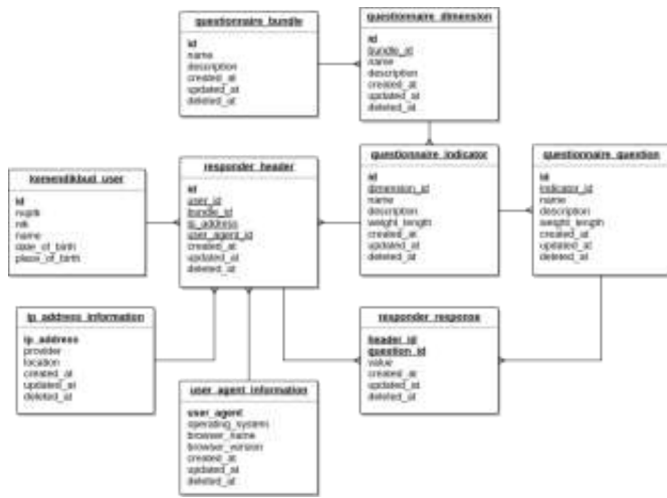 questionnaire_bundle
id
name
description
created_at
updated_at
deleted_at
questionnaire_dimension
id
bundle_id
name
description
created_at
updated_at
deleted_at
kemendikbud_user
id
nuptk
nik
name
date_of_birth
place_of_birth
responder_header
id
user_id
bundle_id
ip_address
user_agent_id
created_at
updated_at
deleted_at
questionnaire_indicator
id
dimension_id
name
description
weight_length
created_at
updated_at
deleted_at
questionnaire_question
id
indicator_id
name
description
weight_length
created_at
updated_at
deleted_at
ip_address_information
ip_address
provider
location
created_at
updated_at
deleted_at
user_agent_information
user_agent
operating_system
browser_name
browser_version
created_at
updated_at
deleted_at
responder_response
header_id
question_id
value
created_at
updated_at
deleted_at